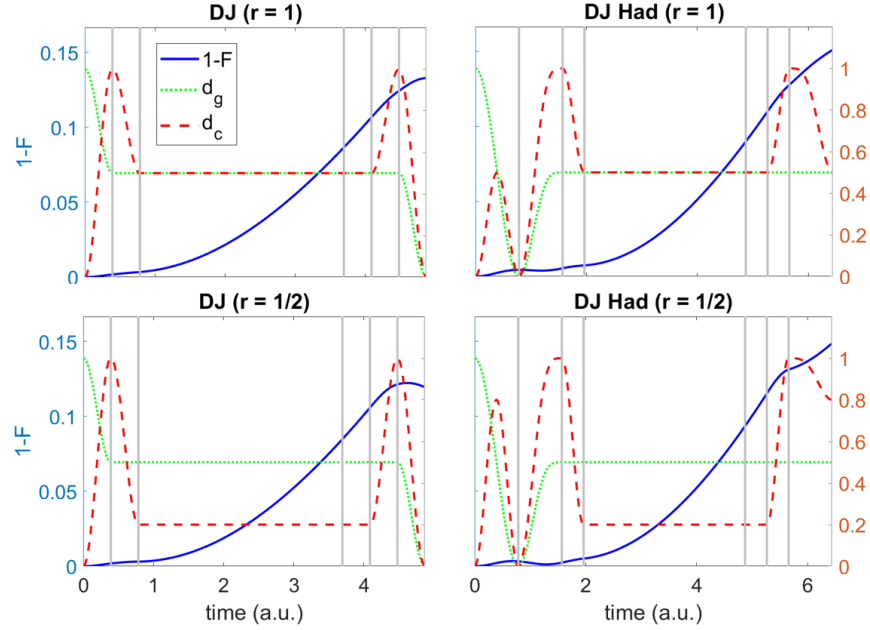 DJ (r = 1)
DJ Had (r = 1)
1-F
0.15
0.1
0.05
0
1-F
d_g
d_c
0
1
0.8
0.6
0.4
0.2
0
DJ (r = 1/2)
DJ Had (r = 1/2)
1-F
0.15
0.1
0.05
0
0
1
2
3
4
time (a.u.)
0
2
4
6
time (a.u.)
1
0.8
0.6
0.4
0.2
0